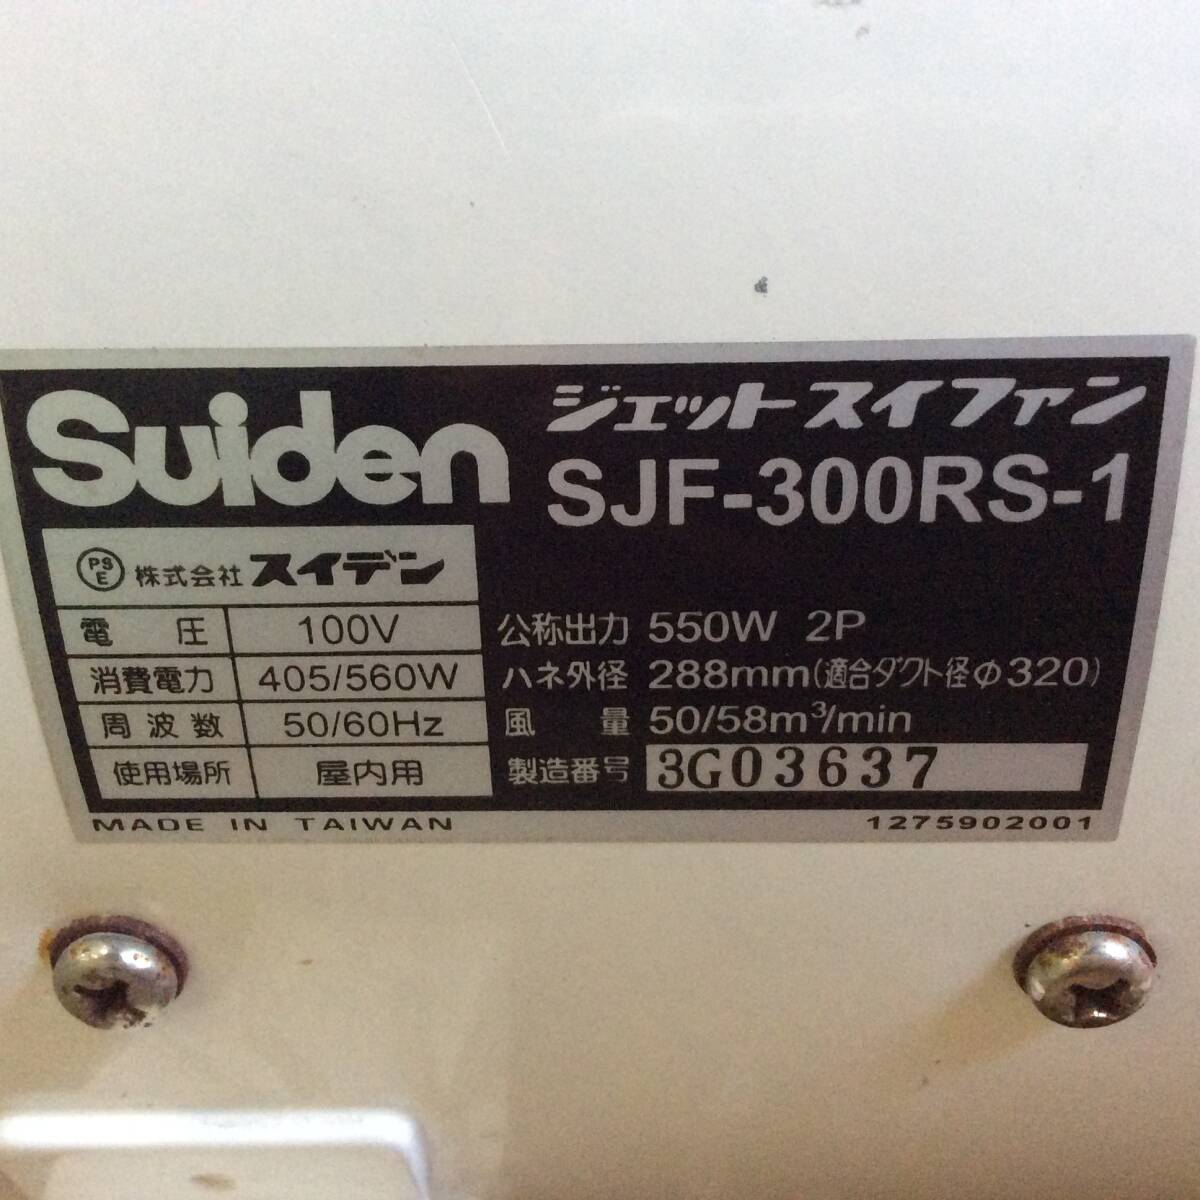 Suiden
ジェットスイファン
SJF-300RS-1
PSE 株式会社 スイデン
電圧 100V
消費電力 405/560W
周波数 50/60Hz
使用場所 屋内用
公称出力 550W 2P
ハネ外径 288mm(適合ダクト径φ320)
風量 50/58m³/min
製造番号 3G03637
MADE IN TAIWAN
1275902001